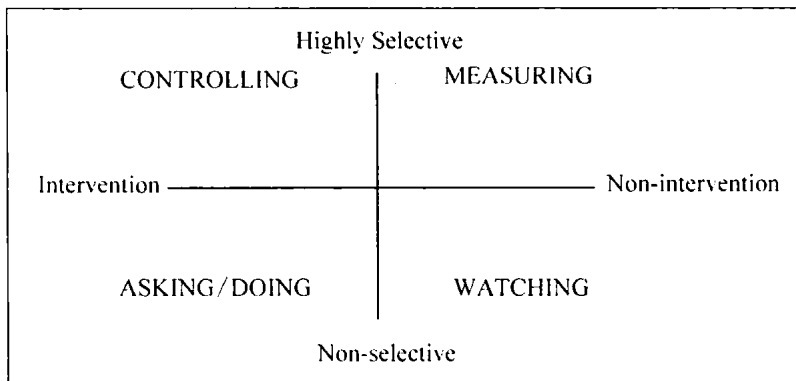 Highly Selective
CONTROLLING MEASURING
Intervention Non-intervention
ASKING/DOING WATCHING
Non-selective